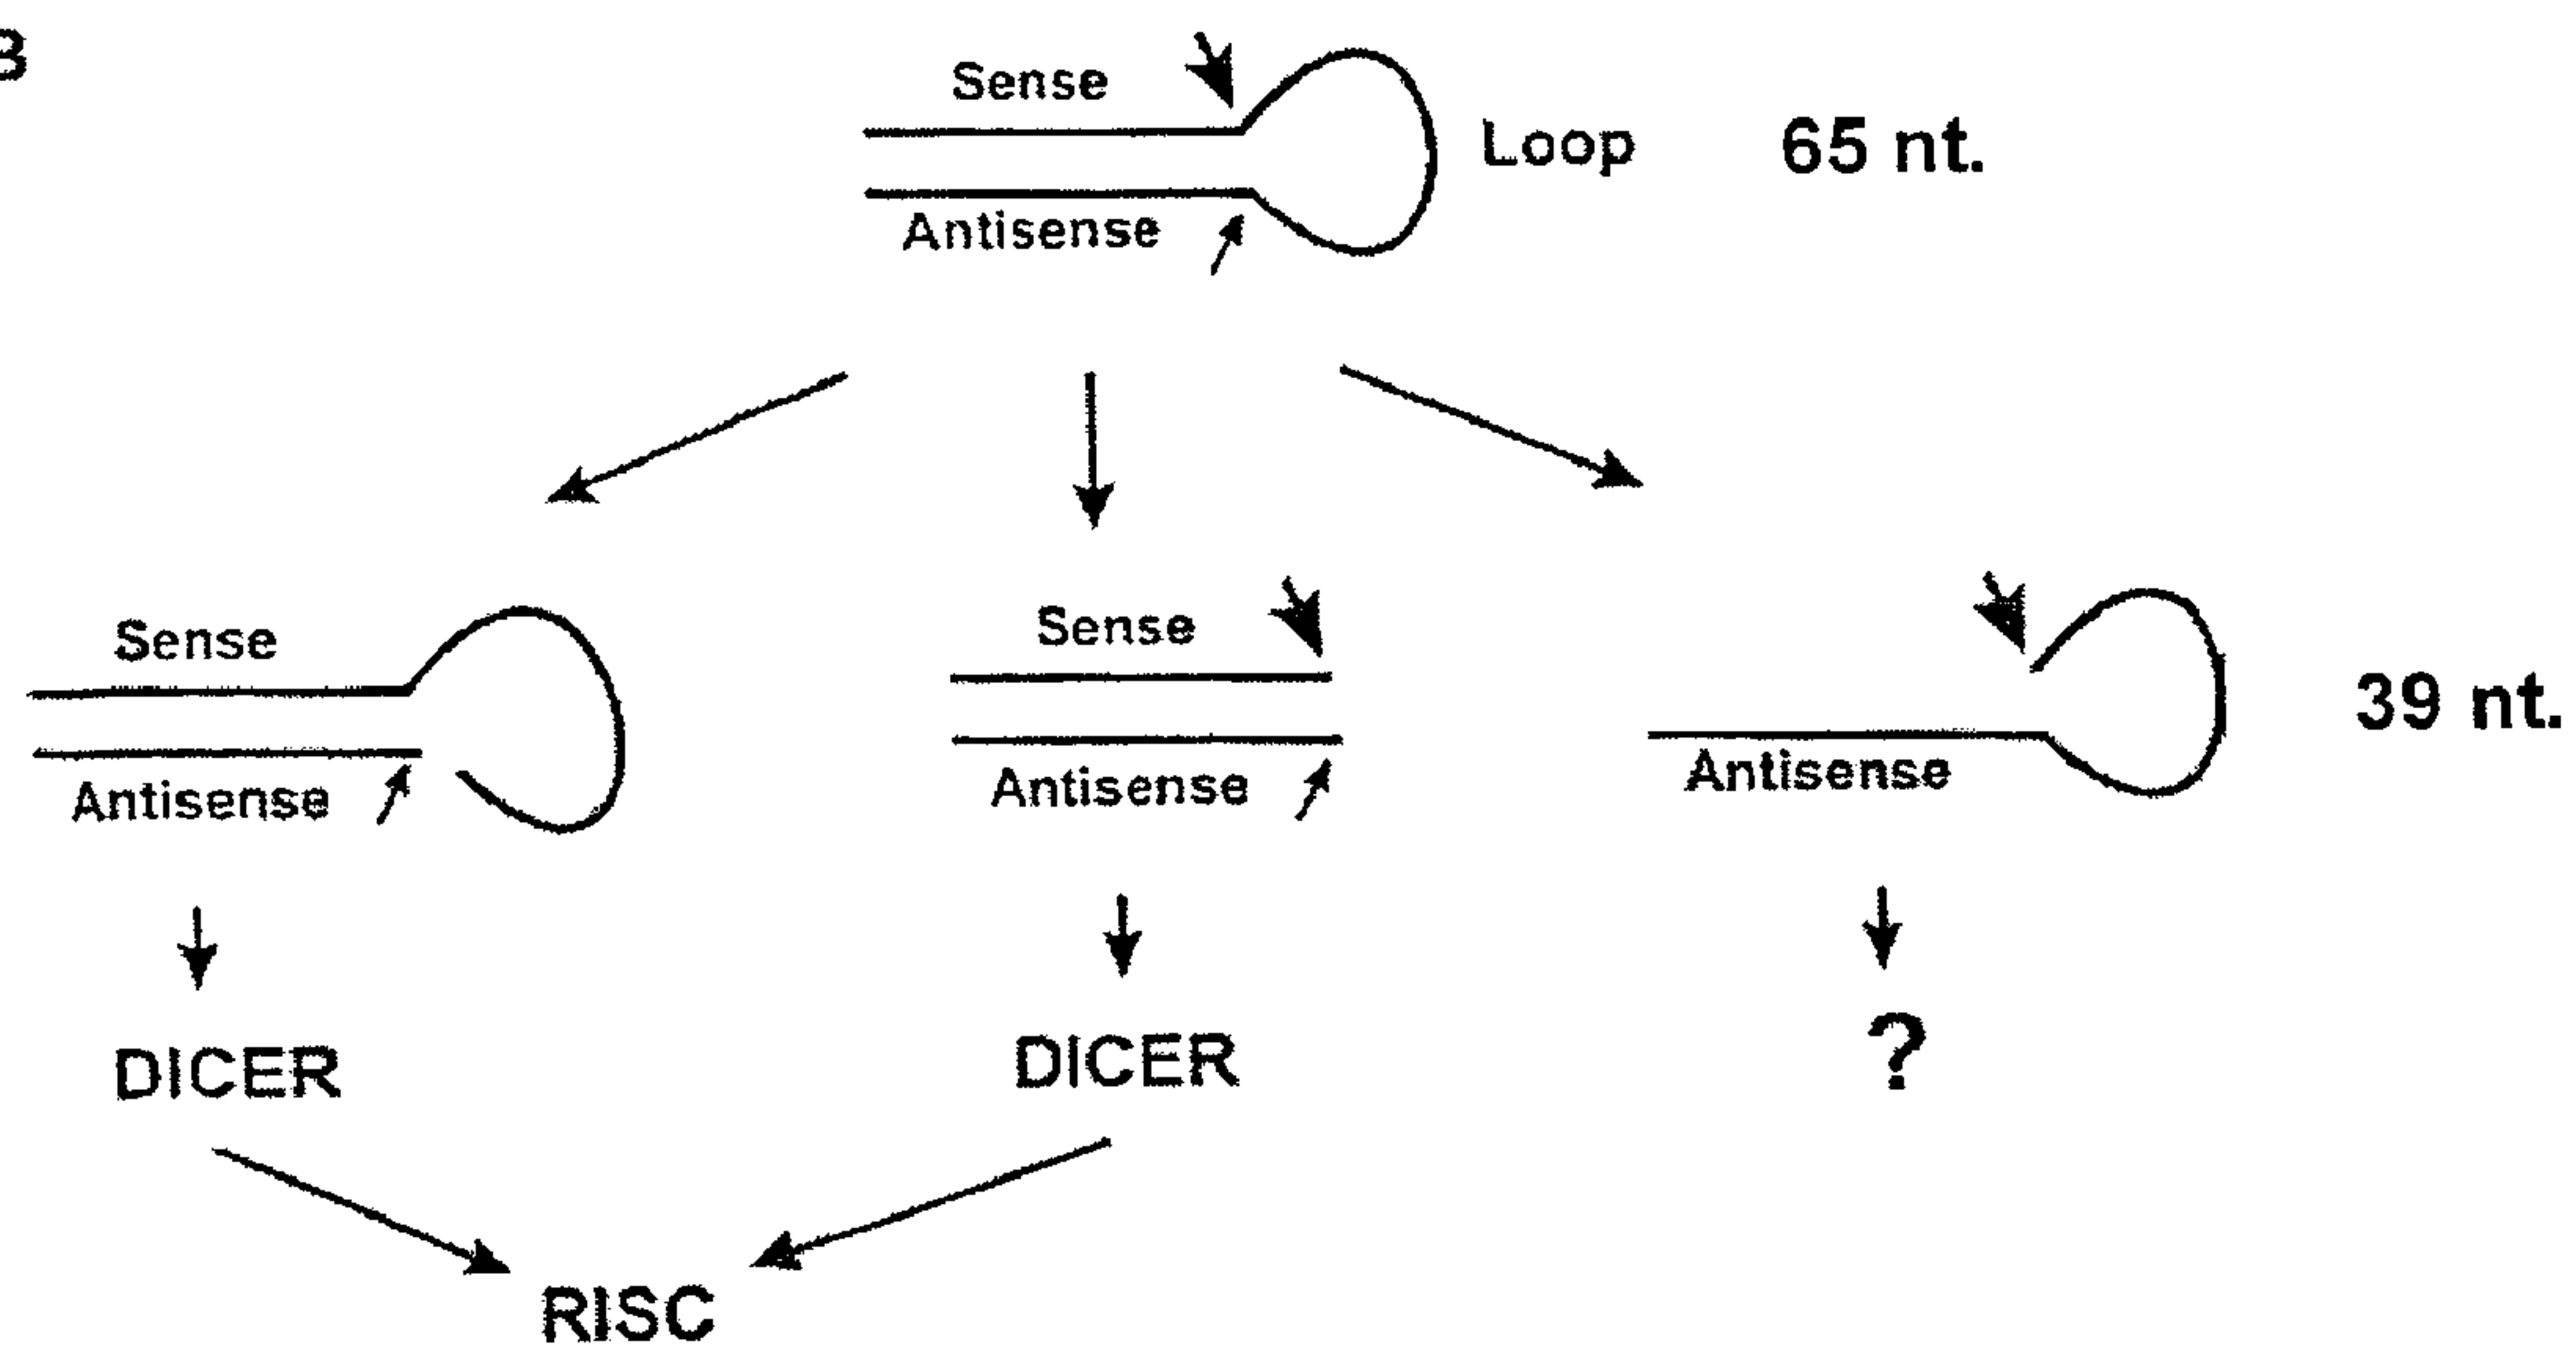 B
Sense
Loop
65 nt.
Antisense
Sense
Sense
39 nt.
Antisense
Antisense
Antisense
DICER
DICER
?
RISC